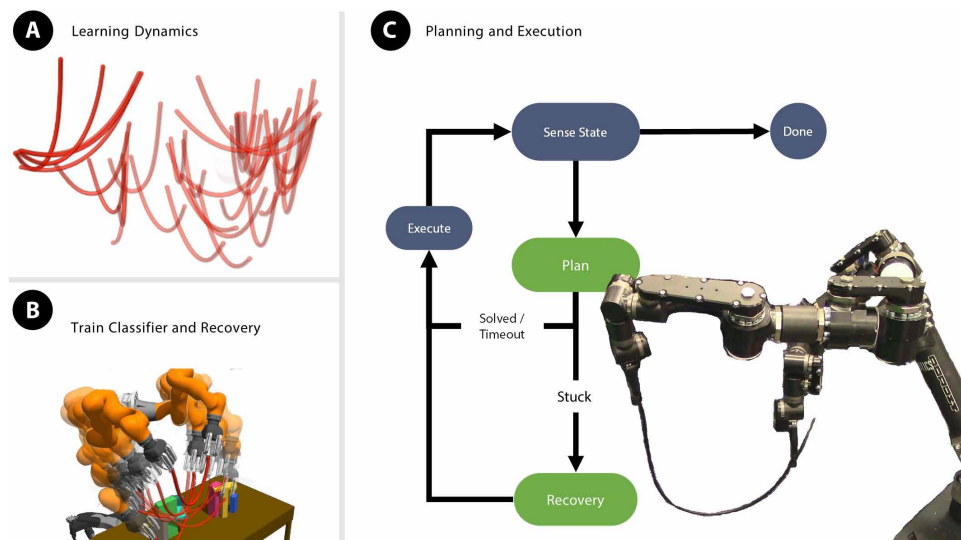 A
Learning Dynamics
B
Train Classifier and Recovery
C
Planning and Execution
Sense State
Done
Execute
Plan
Solved /
Timeout
Stuck
Recovery